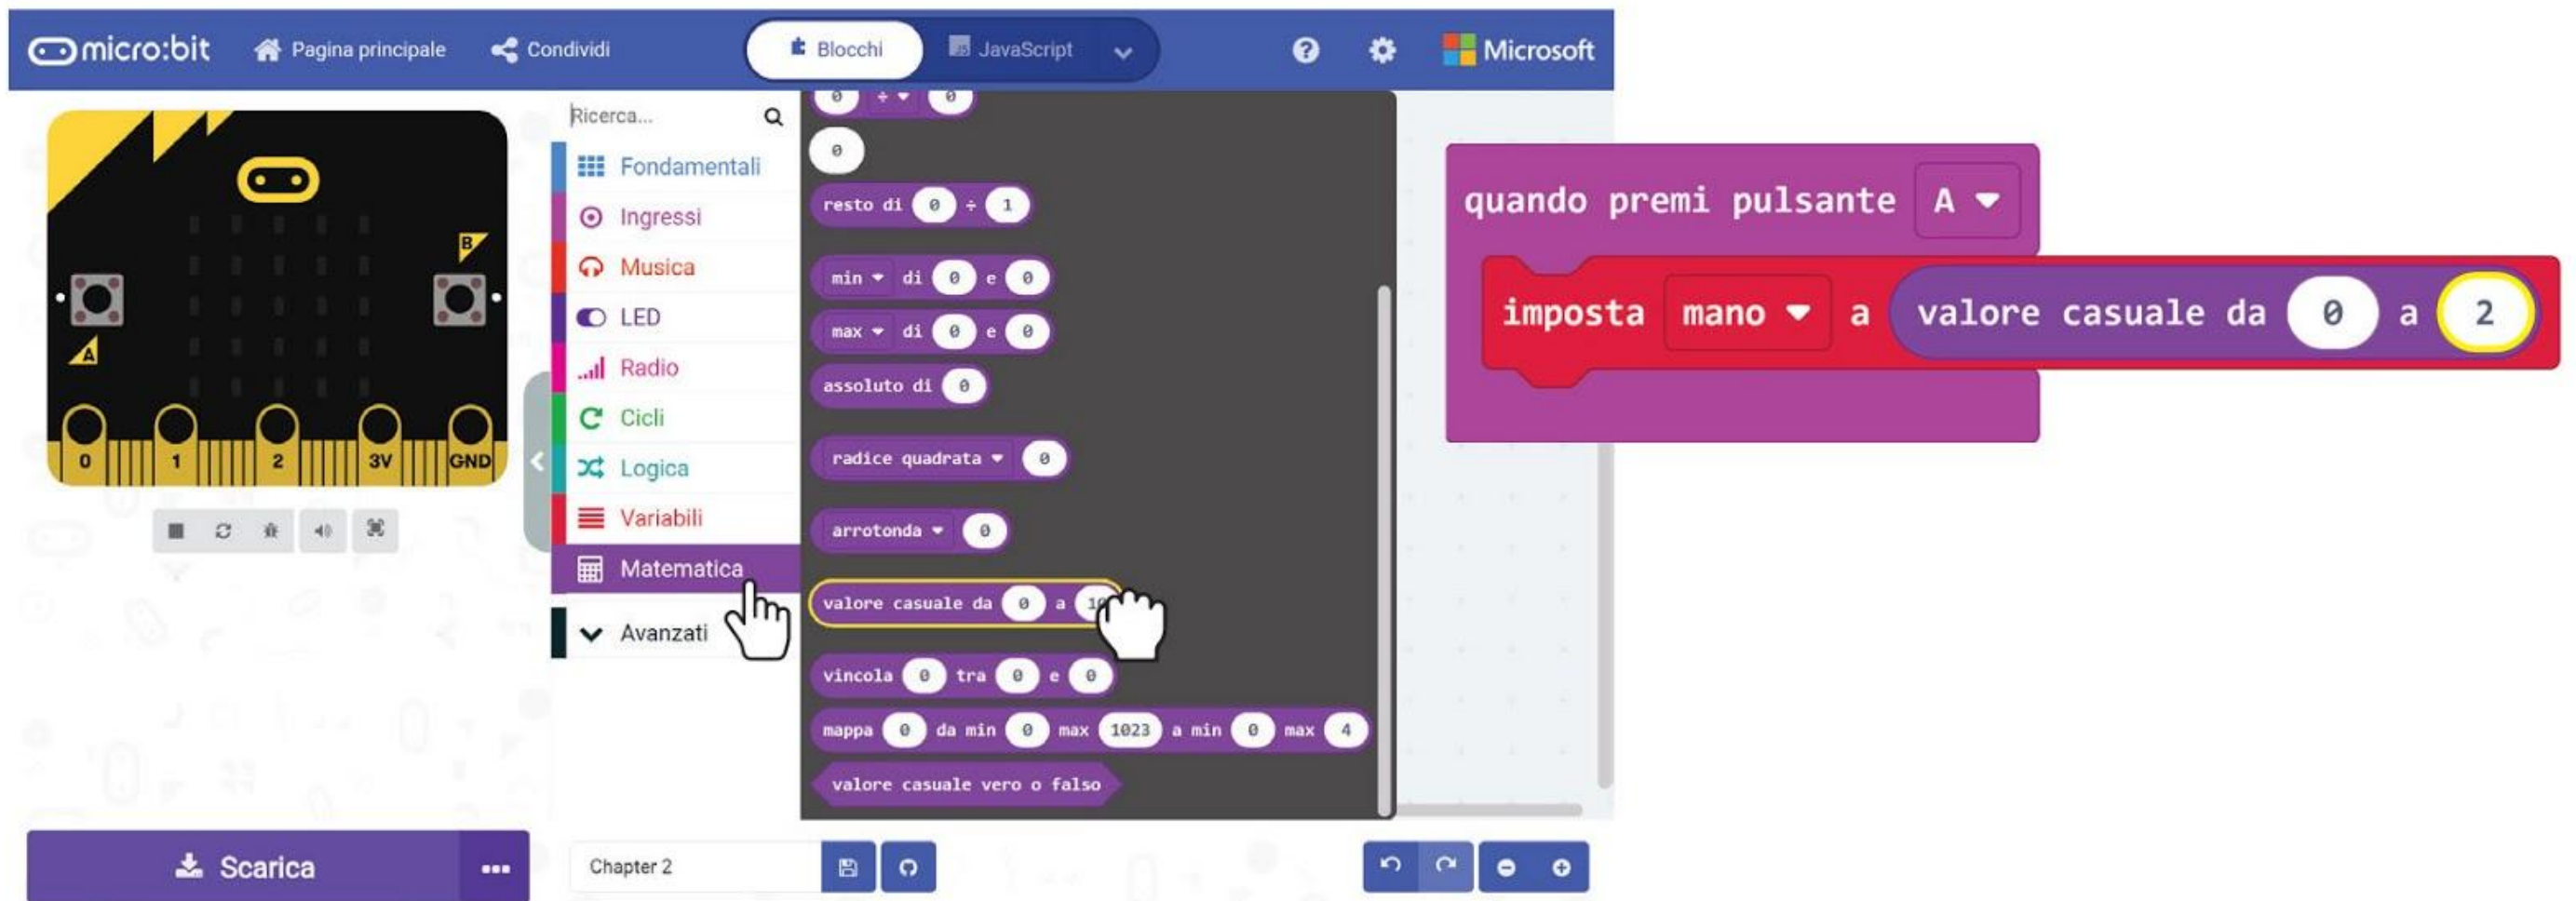 micro:bit
Pagina principale
Condividi
Blocchi
JS JavaScript
?
Microsoft
A
B
0 1 2 3V GND
Ricerca...
Fondamentali
Ingressi
Musica
LED
Radio
Cicli
Logica
Variabili
Matematica
Avanzati
0 ÷ 0
0
resto di 0 ÷ 1
min di 0 e 0
max di 0 e 0
assoluto di 0
radice quadrata 0
arrotonda 0
valore casuale da 0 a 10
vincola 0 tra 0 e 0
mappa 0 da min 0 max 1023 a min 0 max 4
valore casuale vero o falso
quando premi pulsante A
imposta mano a valore casuale da 0 a 2
Scarica
Chapter 2